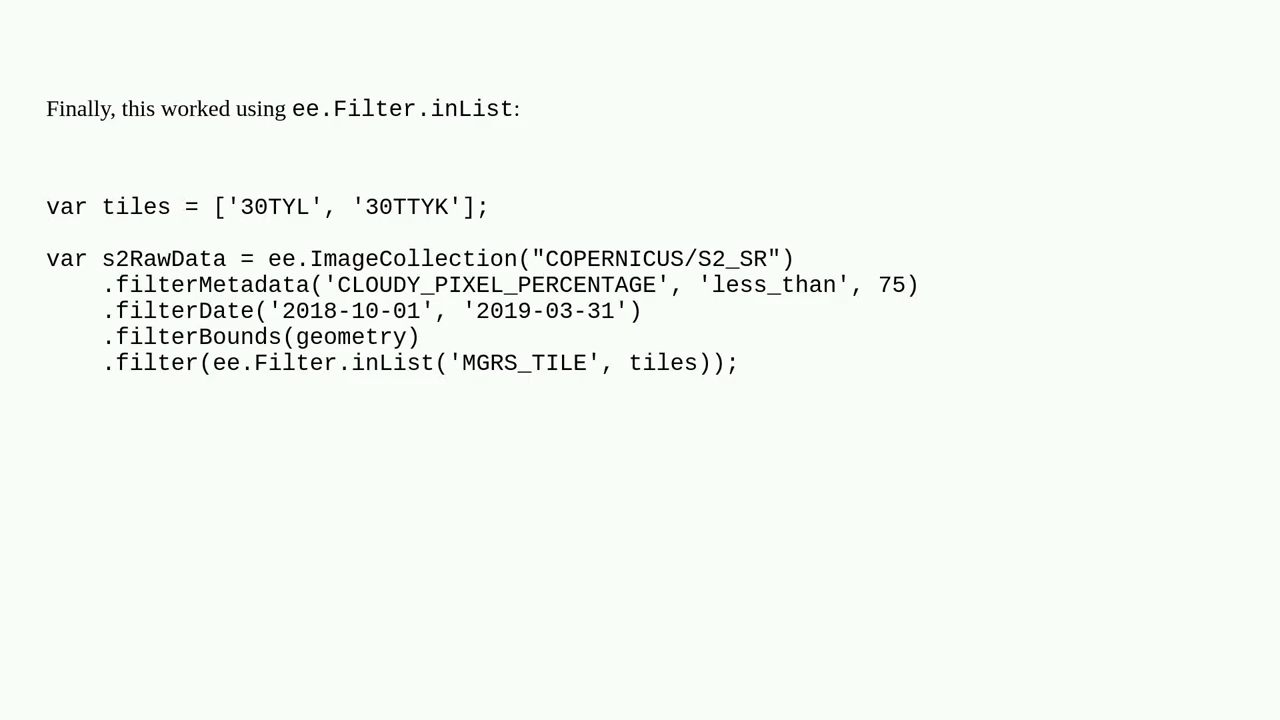 Finally, this worked using ee.Filter.inList:
var tiles = ['30TYL', '30TTYK'];
var s2RawData = ee.ImageCollection("COPERNICUS/S2_SR")
    .filterMetadata('CLOUDY_PIXEL_PERCENTAGE', 'less_than', 75)
    .filterDate('2018-10-01', '2019-03-31')
    .filterBounds(geometry)
    .filter(ee.Filter.inList('MGRS_TILE', tiles));